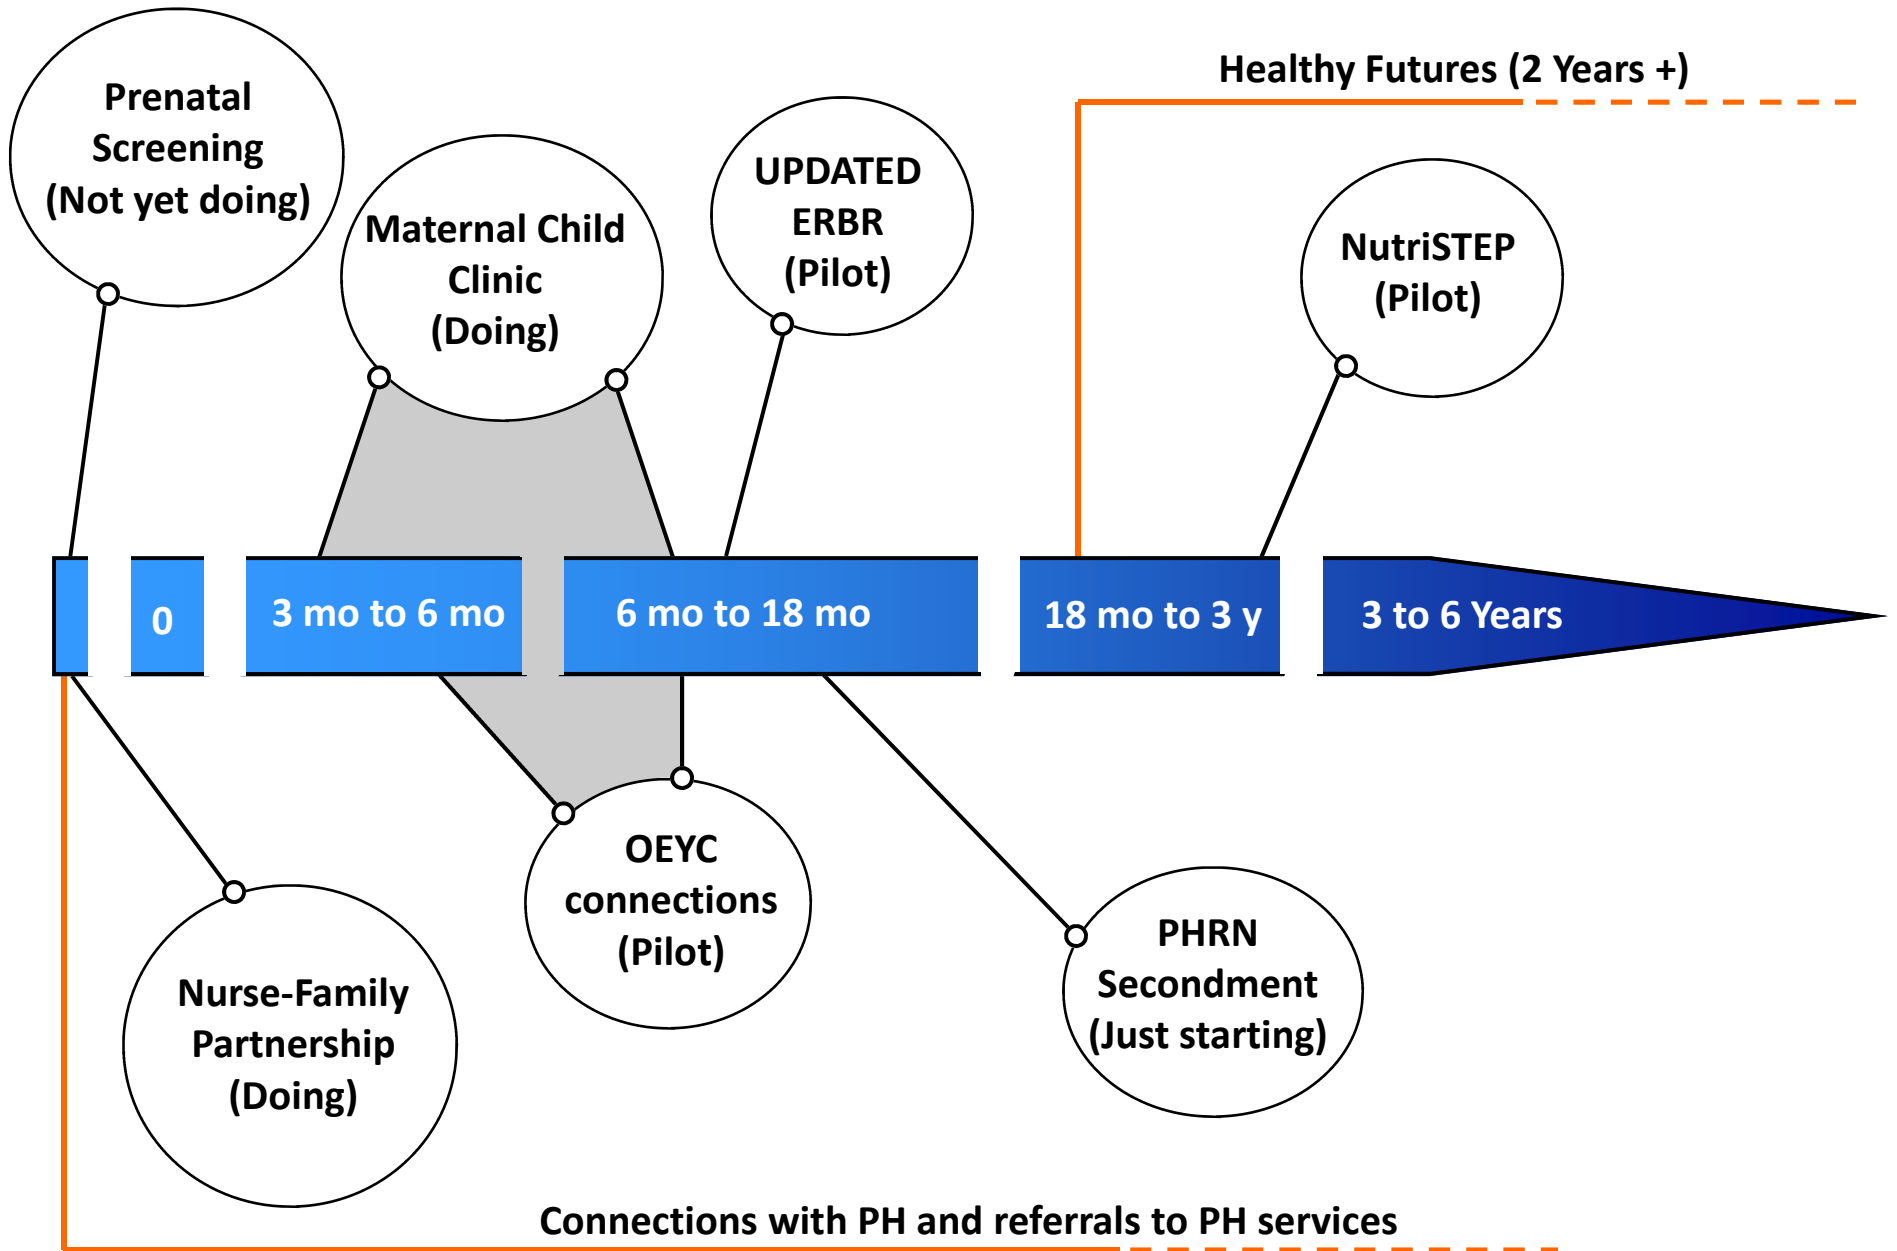 Healthy Futures (2 Years +)
Prenatal
Screening
(Not yet doing)
Maternal Child
Clinic
(Doing)
UPDATED
ERBR
(Pilot)
NutriSTEP
(Pilot)
0
3 mo to 6 mo
6 mo to 18 mo
18 mo to 3 y
3 to 6 Years
Nurse-Family
Partnership
(Doing)
OEYC
connections
(Pilot)
PHRN
Secondment
(Just starting)
Connections with PH and referrals to PH services